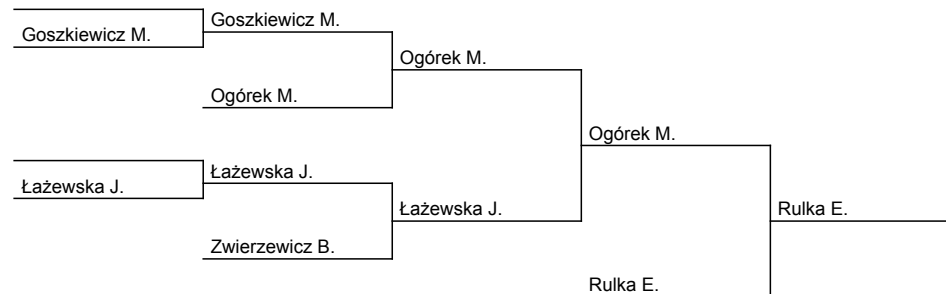 Goszkiewicz M.
Goszkiewicz M.
Ogórek M.
Ogórek M.
Ogórek M.
Łażewska J.
Łażewska J.
Łażewska J.
Rulka E.
Zwierzewicz B.
Rulka E.